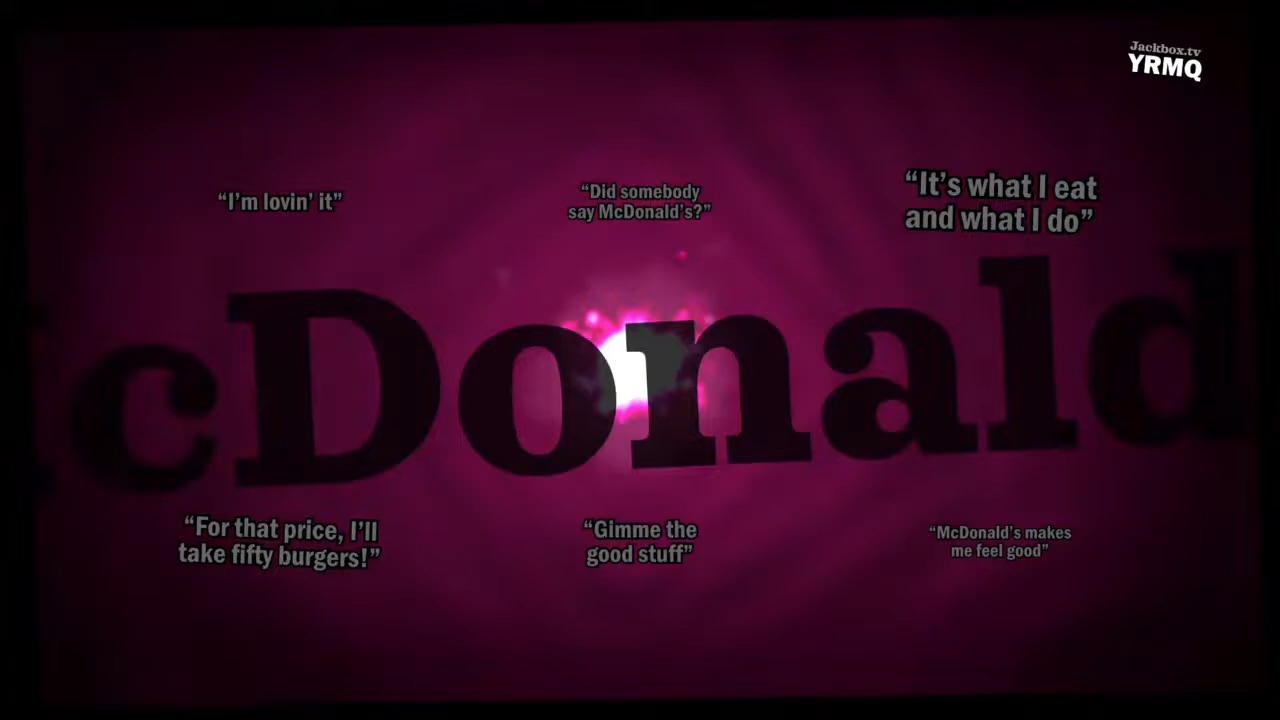 Jackbox.tv
YRMQ
“I’m lovin’ it”
“Did somebody
say McDonald’s?”
“It’s what I eat
and what I do”
cDonald
“For that price, I’ll
take fifty burgers!”
“Gimme the
good stuff”
“McDonald’s makes
me feel good”